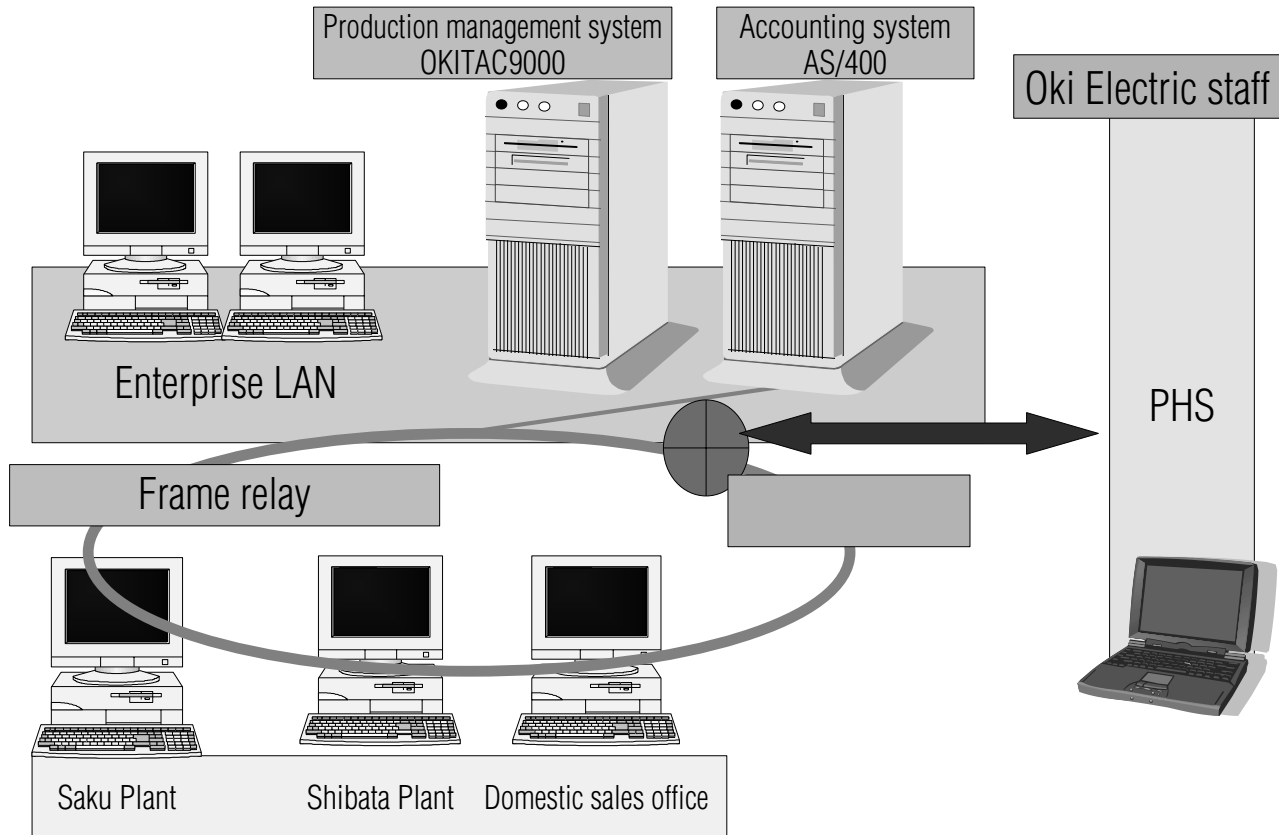 Production management system
OKITAC9000
Accounting system
AS/400
Oki Electric staff
Enterprise LAN
PHS
Frame relay
Saku Plant
Shibata Plant
Domestic sales office